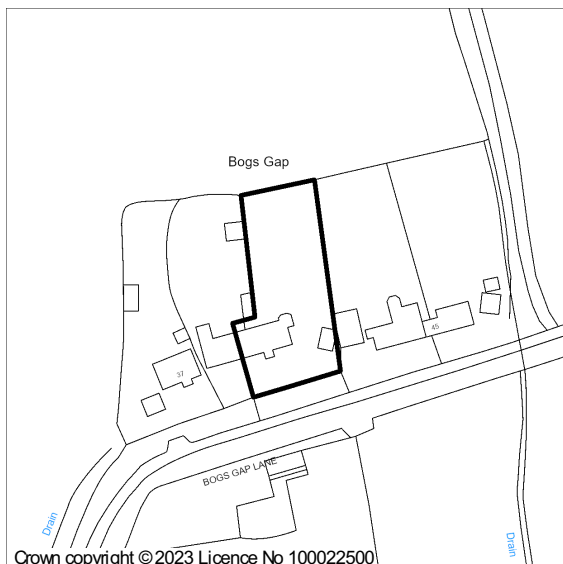 Bogs Gap
45
37
BOGS GAP LANE
Drain
Drain
Crown copyright © 2023 Licence No 100022500